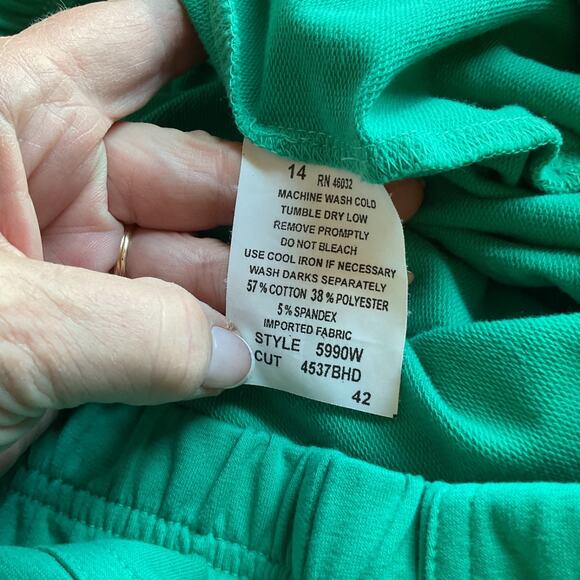 14 RN 46032
MACHINE WASH COLD
TUMBLE DRY LOW
REMOVE PROMPTLY
DO NOT BLEACH
USE COOL IRON IF NECESSARY
WASH DARKS SEPARATELY
57% COTTON 38% POLYESTER
5% SPANDEX
IMPORTED FABRIC
STYLE 5990W
CUT 4537BHD
42